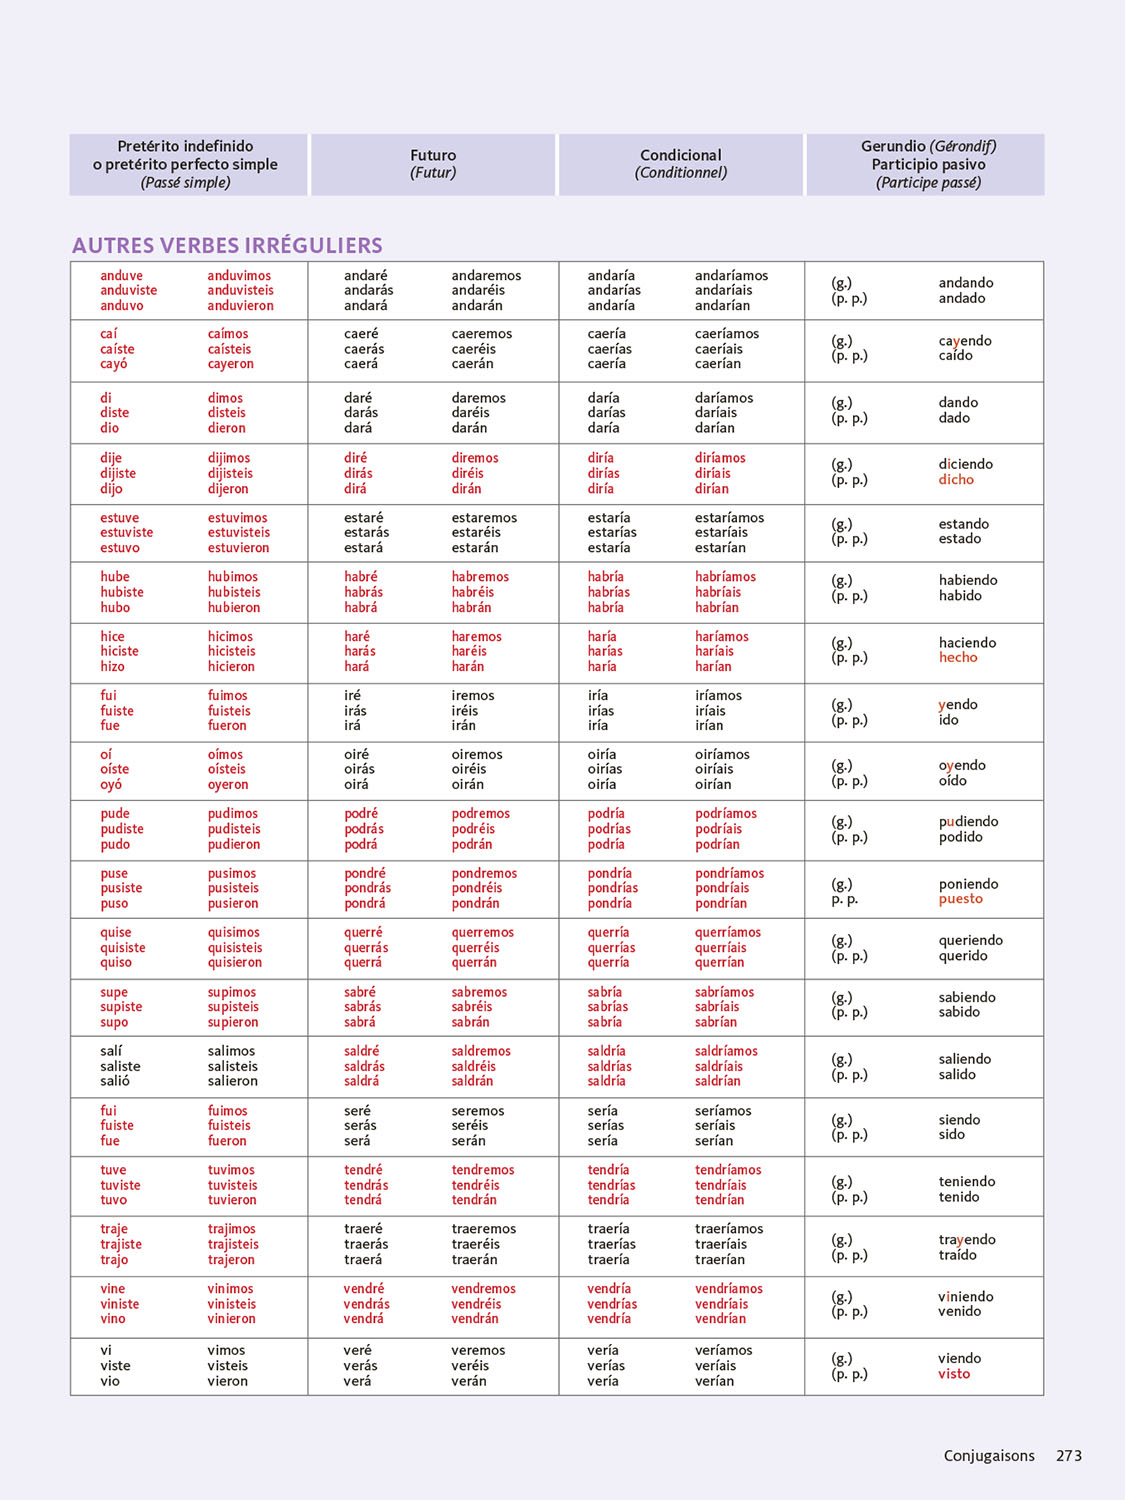 Pretérito indefinido
o pretérito perfecto simple
(Passé simple)
Futuro
(Futur)
Condicional
(Conditionnel)
Gerundio (Gérondif)
Participio pasivo
(Participe passé)
AUTRES VERBES IRRÉGULIERS
anduve anduvimos andaré andaremos andaría andaríamos (g.) andando
anduviste anduvisteis andarás andaréis andarías andaríais (p. p.) andado
anduvo anduvieron andará andarán andaría andarían
caí caímos caeré caeremos caería caeríamos (g.) cayendo
caíste caísteis caerás caeréis caerías caeríais (p. p.) caído
cayó cayeron caerá caerán caería caerían
di dimos daré daremos daría daríamos (g.) dando
diste disteis darás daréis darías daríais (p. p.) dado
dio dieron dará darán daría darían
dije dijimos diré diremos diría diríamos (g.) diciendo
dijiste dijisteis dirás diréis dirías diríais (p. p.) dicho
dijo dijeron dirá dirán diría dirían
estuve estuvimos estaré estaremos estaría estaríamos (g.) estando
estuviste estuvisteis estarás estaréis estarías estaríais (p. p.) estado
estuvo estuvieron estará estarán estaría estarían
hube hubimos habré habremos habría habríamos (g.) habiendo
hubiste hubisteis habrás habréis habrías habríais (p. p.) habido
hubo hubieron habrá habrán habría habrían
hice hicimos haré haremos haría haríamos (g.) haciendo
hiciste hicisteis harás haréis harías haríais (p. p.) hecho
hizo hicieron hará harán haría harían
fui fuimos iré iremos iría iríamos (g.) yendo
fuiste fuisteis irás iréis irías iríais (p. p.) ido
fue fueron irá irán iría irían
oí oímos oiré oiremos oiría oiríamos (g.) oyendo
oíste oísteis oirás oiréis oirías oiríais (p. p.) oído
oyó oyeron oirá oirán oiría oirían
pude pudimos podré podremos podría podríamos (g.) pudiendo
pudiste pudisteis podrás podréis podrías podríais (p. p.) podido
pudo pudieron podrá podrán podría podrían
puse pusimos pondré pondremos pondría pondríamos (g.) poniendo
pusiste pusisteis pondrás pondréis pondrías pondríais p. p. puesto
puso pusieron pondrá pondrán pondría pondrían
quise quisimos querré querremos querría querríamos (g.) queriendo
quisiste quisisteis querrás querréis querrías querríais (p. p.) querido
quiso quisieron querrá querrán querría querrían
supe supimos sabré sabremos sabría sabríamos (g.) sabiendo
supiste supisteis sabrás sabréis sabrías sabríais (p. p.) sabido
supo supieron sabrá sabrán sabría sabrían
salí salimos saldré saldremos saldría saldríamos (g.) saliendo
saliste salisteis saldrás saldréis saldrías saldríais (p. p.) salido
salió salieron saldrá saldrán saldría saldrían
fui fuimos seré seremos sería seríamos (g.) siendo
fuiste fuisteis serás seréis serías seríais (p. p.) sido
fue fueron será serán sería serían
tuve tuvimos tendré tendremos tendría tendríamos (g.) teniendo
tuviste tuvisteis tendrás tendréis tendrías tendríais (p. p.) tenido
tuvo tuvieron tendrá tendrán tendría tendrían
traje trajimos traeré traeremos traería traeríamos (g.) trayendo
trajiste trajisteis traerás traeréis traerías traeríais (p. p.) traído
trajo trajeron traerá traerán traería traerían
vine vinimos vendré vendremos vendría vendríamos (g.) viniendo
viniste vinisteis vendrás vendréis vendrías vendríais (p. p.) venido
vino vinieron vendrá vendrán vendría vendrían
vi vimos veré veremos vería veríamos (g.) viendo
viste visteis verás veréis verías veríais (p. p.) visto
vio vieron verá verán vería verían
Conjugaisons 273